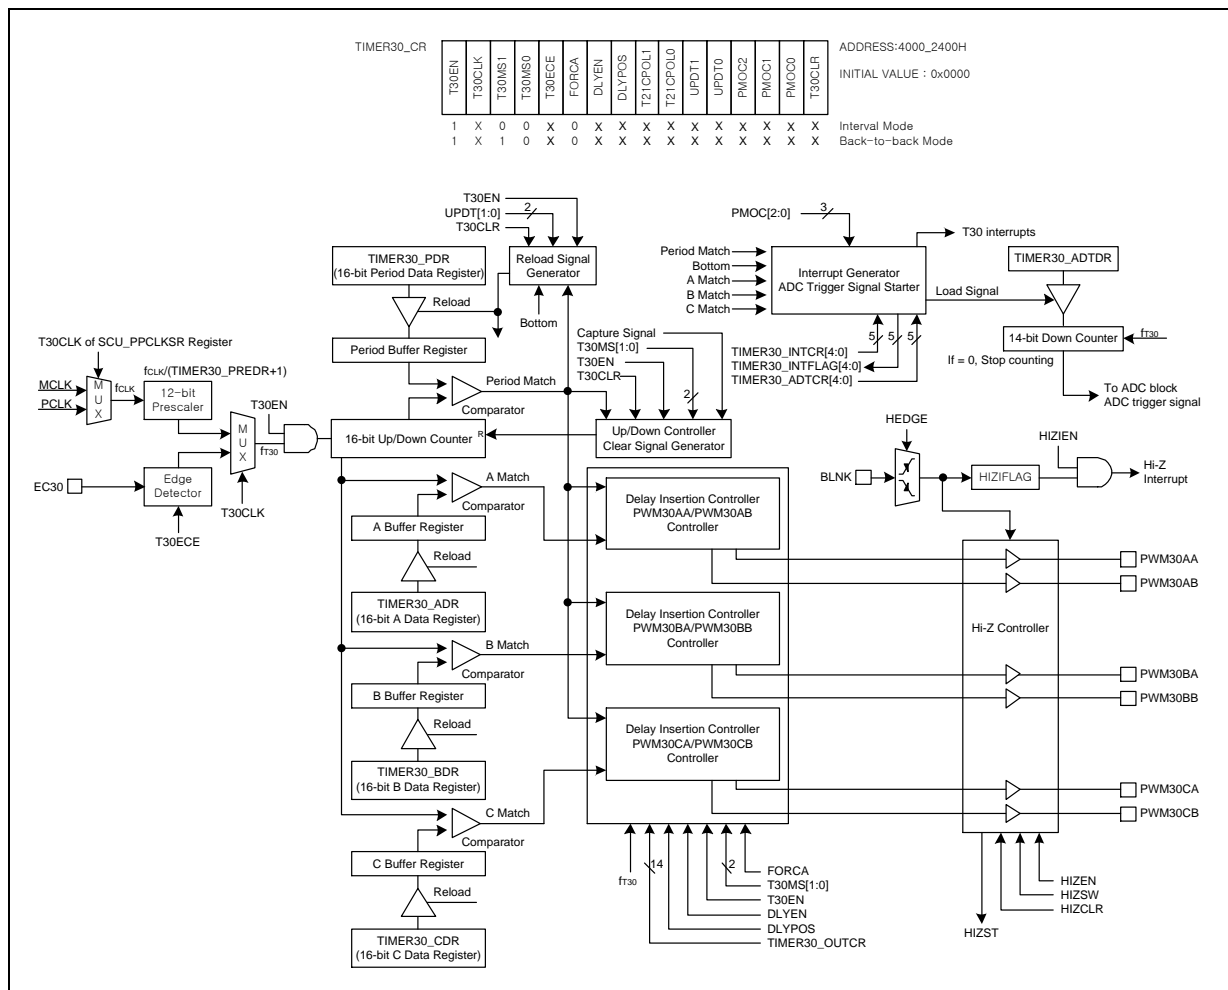 TIMER30_CR
T30EN
T30CLK
T30MS1
T30MS0
T30ECE
FORCA
DLYEN
DLYPOS
T21CPOL1
T21CPOL0
UPDT1
UPDT0
PMOC2
PMOC1
PMOC0
T30CLR
ADDRESS:4000_2400H
INITIAL VALUE : 0x0000
1 X 0 0 X 0 X X X X X X X X X X Interval Mode
1 X 1 0 X 0 X X X X X X X X X X Back-to-back Mode
T30EN
UPDT[1:0]
2
T30CLR
TIMER30_PDR
(16-bit Period Data Register)
Reload Signal
Generator
Reload
Bottom
Period Buffer Register
PMOC[2:0]
3
T30 interrupts
Period Match
Bottom
A Match
B Match
C Match
Interrupt Generator
ADC Trigger Signal Starter
Load Signal
TIMER30_ADTDR
14-bit Down Counter
fT30
If = 0, Stop counting
5
5
5
TIMER30_INTCR[4:0]
TIMER30_INTFLAG[4:0]
TIMER30_ADTCR[4:0]
To ADC block
ADC trigger signal
Capture Signal
T30MS[1:0]
T30EN
T30CLR
2
T30CLK of SCU_PPCLKSR Register
fCLK/(TIMER30_PREDR+1)
MCLK
PCLK
M
U
X
fCLK
12-bit
Prescaler
T30EN
M
U
X
fT30
Period Match
Comparator
16-bit Up/Down Counter
R
Up/Down Controller
Clear Signal Generator
EC30
Edge
Detector
T30CLK
T30ECE
A Match
Comparator
A Buffer Register
Reload
TIMER30_ADR
(16-bit A Data Register)
Delay Insertion Controller
PWM30AA/PWM30AB
Controller
HEDGE
BLNK
HIZIFLAG
HIZIEN
Hi-Z
Interrupt
PWM30AA
PWM30AB
B Match
Comparator
B Buffer Register
Reload
TIMER30_BDR
(16-bit B Data Register)
Delay Insertion Controller
PWM30BA/PWM30BB
Controller
Hi-Z Controller
PWM30BA
PWM30BB
C Match
Comparator
C Buffer Register
Reload
TIMER30_CDR
(16-bit C Data Register)
Delay Insertion Controller
PWM30CA/PWM30CB
Controller
PWM30CA
PWM30CB
fT30
14
2
FORCA
T30MS[1:0]
T30EN
DLYEN
DLYPOS
TIMER30_OUTCR
HIZEN
HIZSW
HIZCLR
HIZST